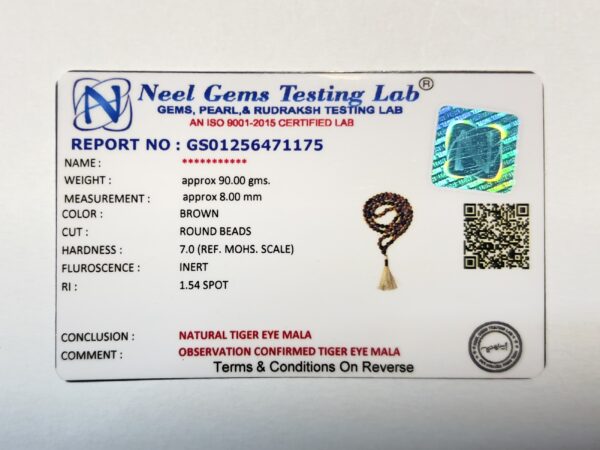 N Neel Gems Testing Lab®
GEMS, PEARL,& RUDRAKSH TESTING LAB
AN ISO 9001-2015 CERTIFIED LAB
REPORT NO : GS01256471175
NAME : ***********
WEIGHT : approx 90.00 gms.
MEASUREMENT : approx 8.00 mm
COLOR : BROWN
CUT : ROUND BEADS
HARDNESS : 7.0 (REF. MOHS. SCALE)
FLUROSCENCE : INERT
RI : 1.54 SPOT
CONCLUSION : NATURAL TIGER EYE MALA
COMMENT : OBSERVATION CONFIRMED TIGER EYE MALA
Terms & Conditions On Reverse